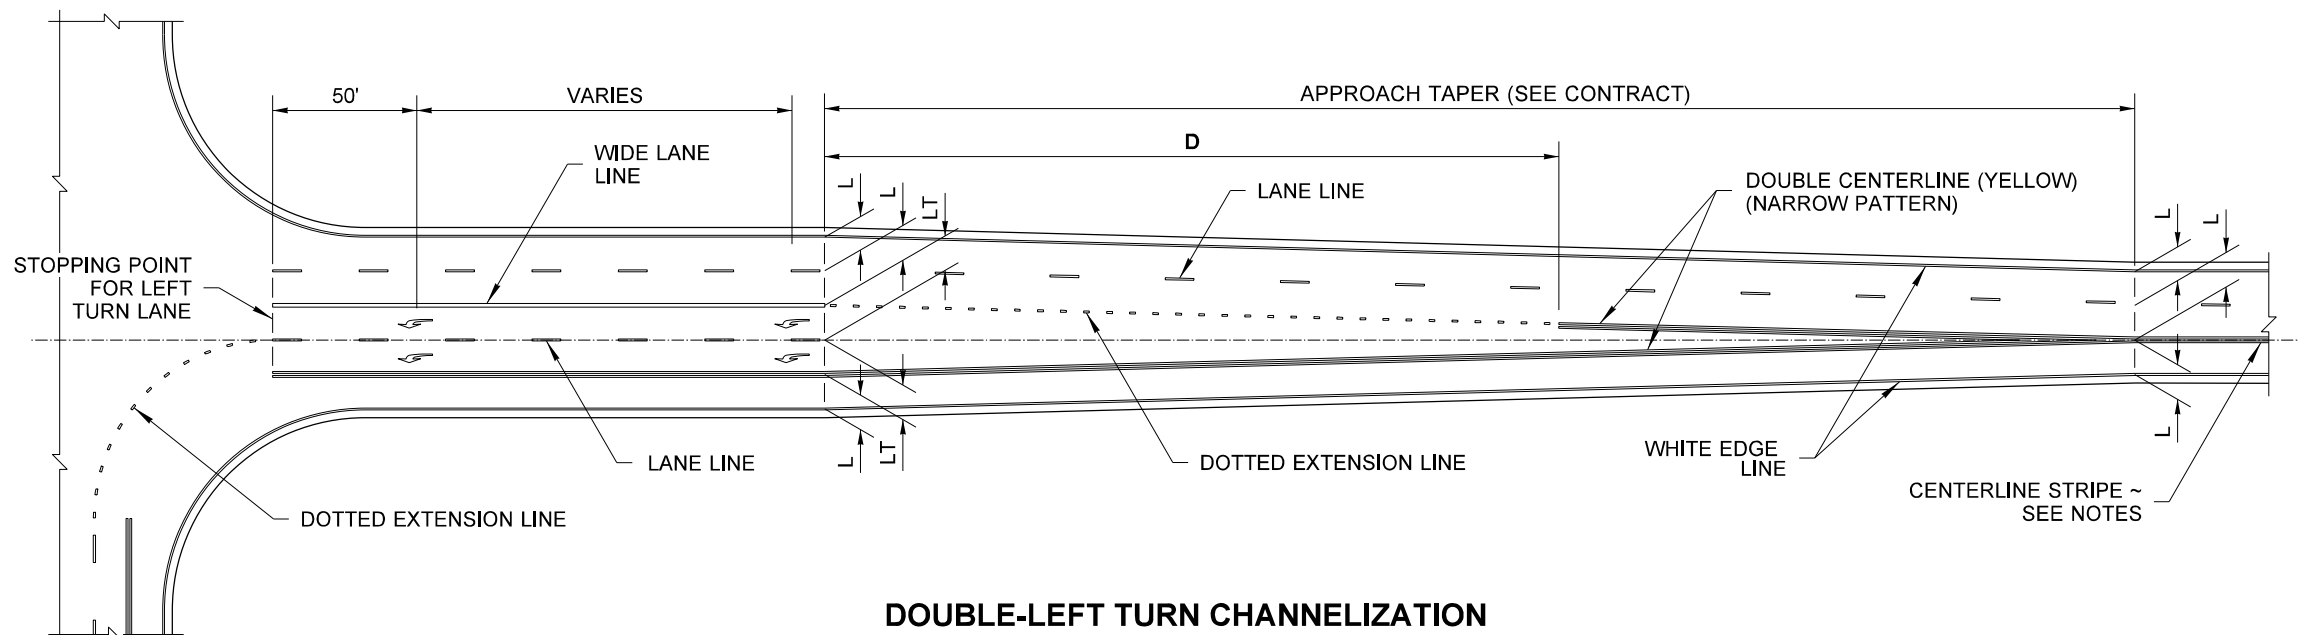 50'
VARIES
APPROACH TAPER (SEE CONTRACT)
D
WIDE LANE
LINE
L
L
LT
LANE LINE
DOUBLE CENTERLINE (YELLOW)
(NARROW PATTERN)
L
L
STOPPING POINT
FOR LEFT
TURN LANE
LANE LINE
L
LT
DOTTED EXTENSION LINE
WHITE EDGE
LINE
L
CENTERLINE STRIPE ~
SEE NOTES
DOTTED EXTENSION LINE
DOUBLE-LEFT TURN CHANNELIZATION